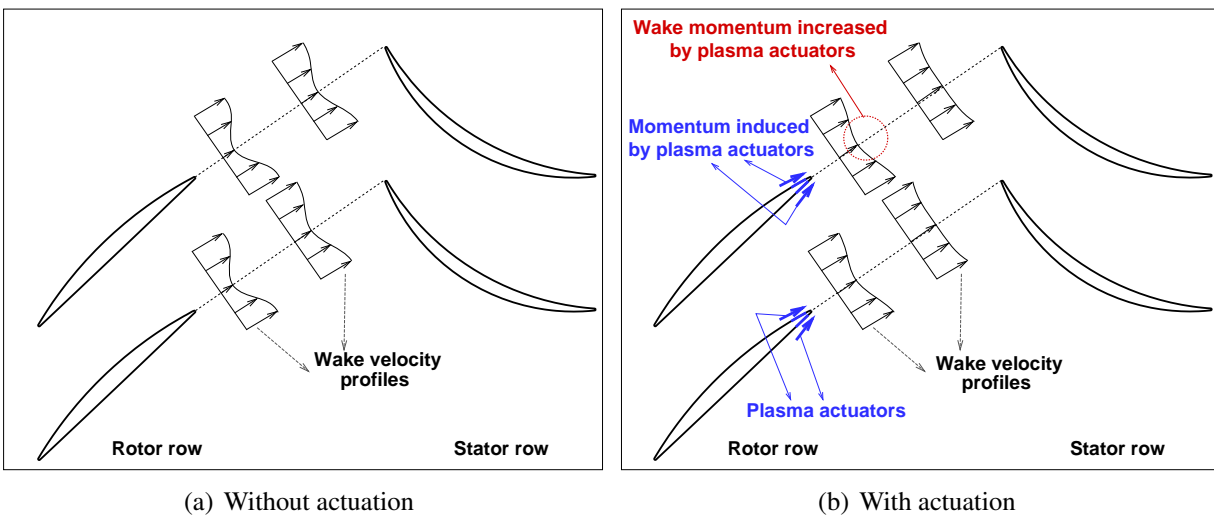 Wake velocity
profiles
Rotor row
Stator row
(a) Without actuation
Wake momentum increased
by plasma actuators
Momentum induced
by plasma actuators
Wake velocity
profiles
Plasma actuators
Rotor row
Stator row
(b) With actuation